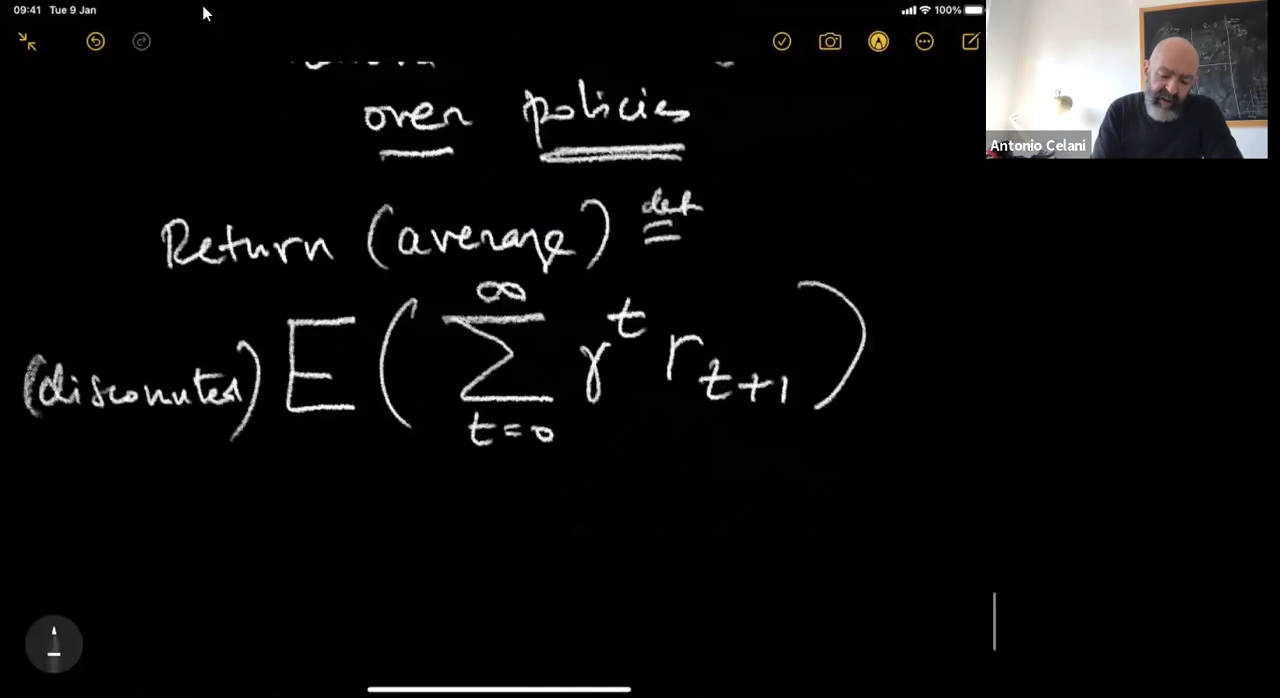 09:41 Tue 9 Jan 100%
Antonio Celani
over policies
Return (average) def =
(discounted) E ( ∞ ∑ t=0 γ^t r_{t+1} )